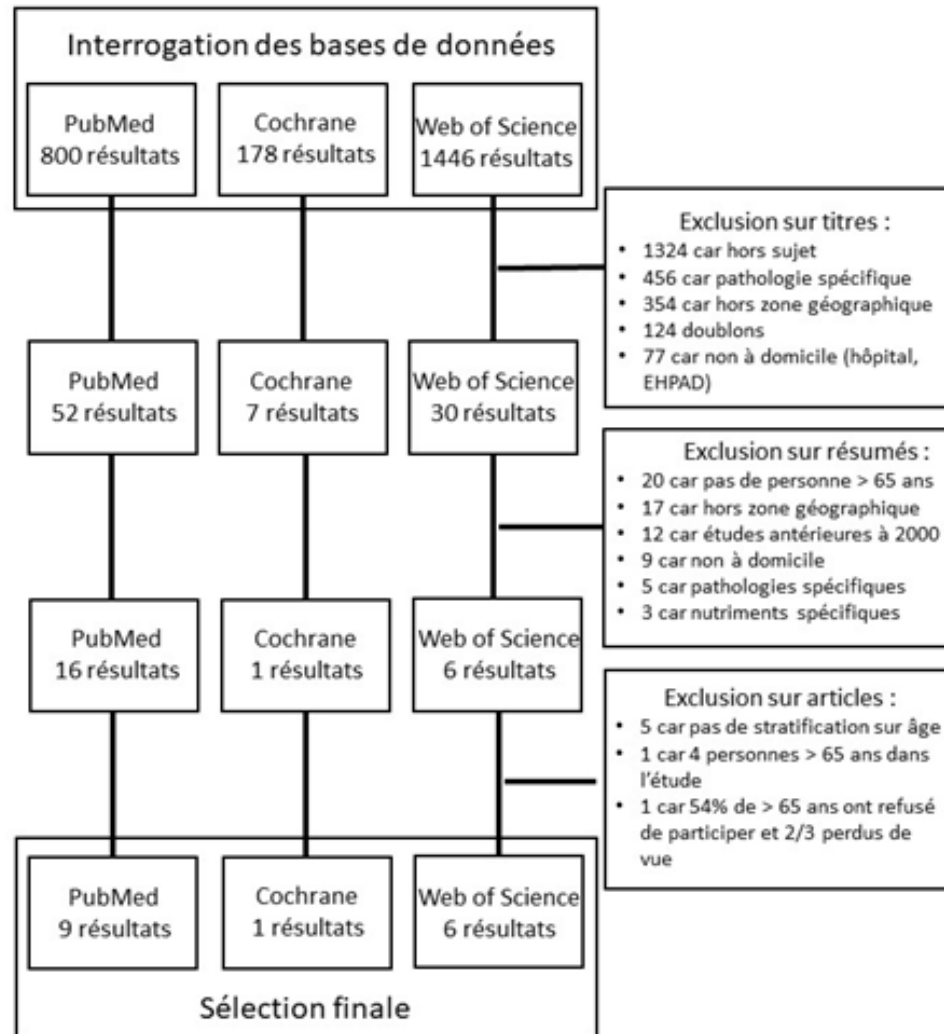 Interrogation des bases de données
PubMed
800 résultats
Cochrane
178 résultats
Web of Science
1446 résultats
Exclusion sur titres :
• 1324 car hors sujet
• 456 car pathologie spécifique
• 354 car hors zone géographique
• 124 doublons
• 77 car non à domicile (hôpital,
EHPAD)
PubMed
52 résultats
Cochrane
7 résultats
Web of Science
30 résultats
Exclusion sur résumés :
• 20 car pas de personne > 65 ans
• 17 car hors zone géographique
• 12 car études antérieures à 2000
• 9 car non à domicile
• 5 car pathologies spécifiques
• 3 car nutriments spécifiques
PubMed
16 résultats
Cochrane
1 résultats
Web of Science
6 résultats
Exclusion sur articles :
• 5 car pas de stratification sur âge
• 1 car 4 personnes > 65 ans dans
l'étude
• 1 car 54% de > 65 ans ont refusé
de participer et 2/3 perdus de
vue
PubMed
9 résultats
Cochrane
1 résultats
Web of Science
6 résultats
Sélection finale